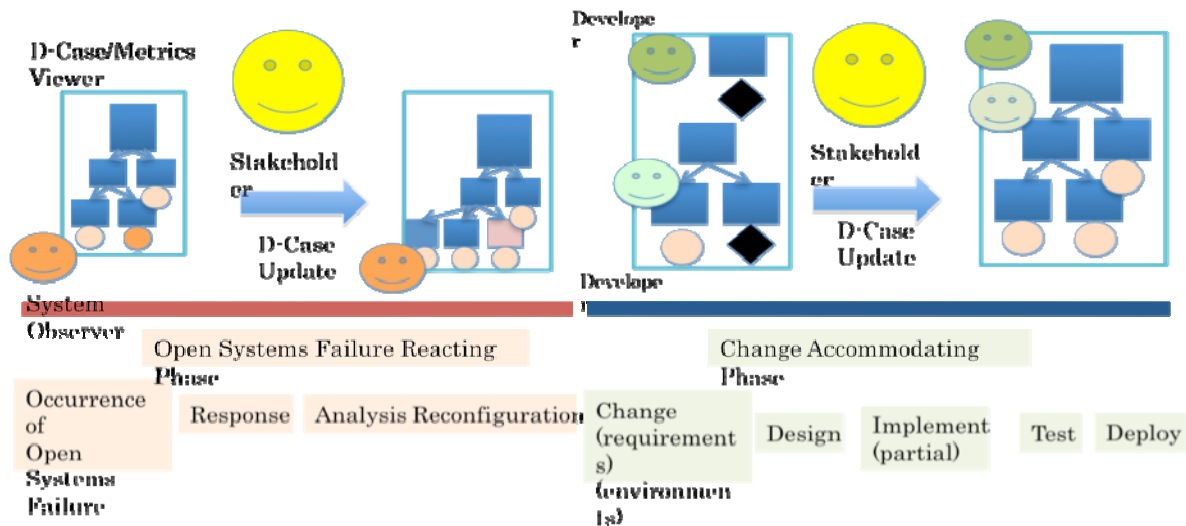 D-Case/Metrics
Viewer
Stakehold
er
D-Case
Update
System
Observer
Develope
r
Stakehold
er
D-Case
Update
Develope
r
Open Systems Failure Reacting
Phase
Occurrence
of
Open
Systems
Failure
Response
Analysis Reconfiguration
Change Accommodating
Phase
Change
(requirement
s)
(environmen
ts)
Design
Implement
(partial)
Test
Deploy